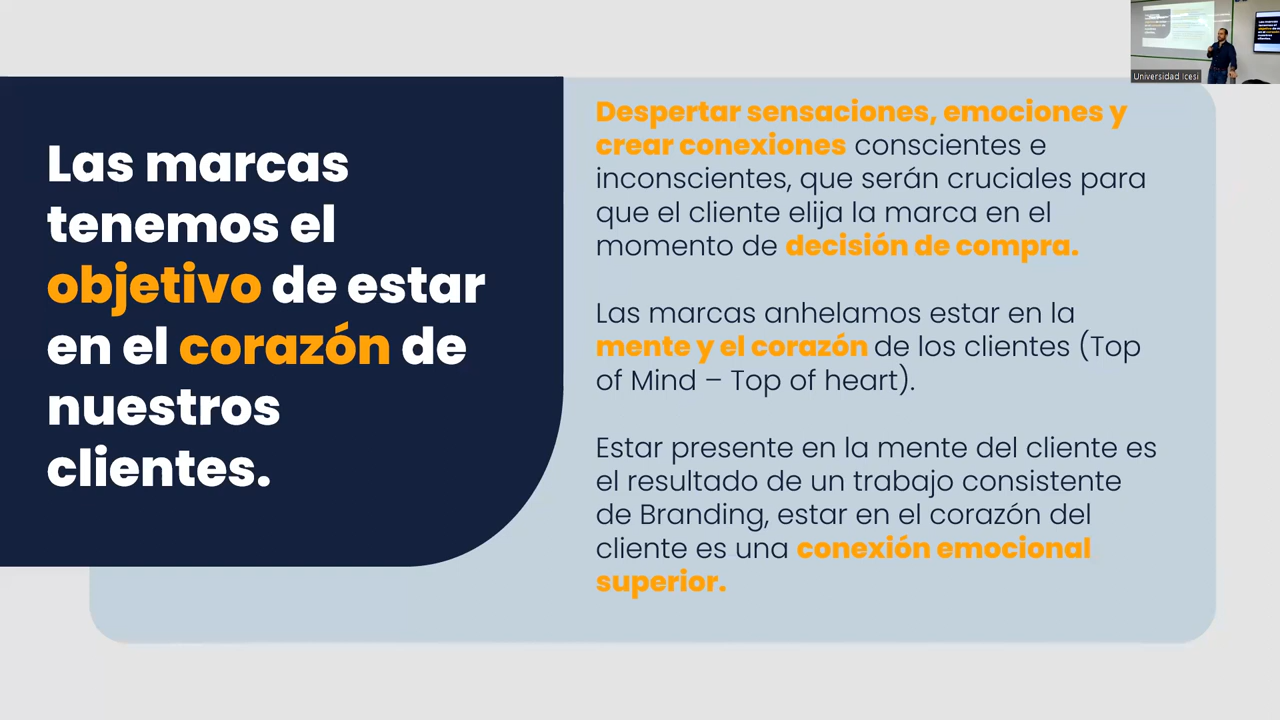 Las marcas
tenemos el
objetivo de estar
en el corazón de
nuestros
clientes.
Despertar sensaciones, emociones y
crear conexiones conscientes e
inconscientes, que serán cruciales para
que el cliente elija la marca en el
momento de decisión de compra.
Las marcas anhelamos estar en la
mente y el corazón de los clientes (Top
of Mind – Top of heart).
Estar presente en la mente del cliente es
el resultado de un trabajo consistente
de Branding, estar en el corazón del
cliente es una conexión emocional
superior.
Universidad Icesi